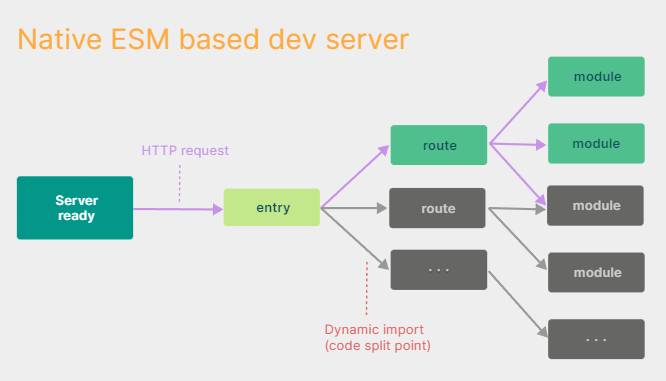 Native ESM based dev server
module
HTTP request
route
module
Server
ready
entry
route
module
. . .
module
Dynamic import
(code split point)
. . .